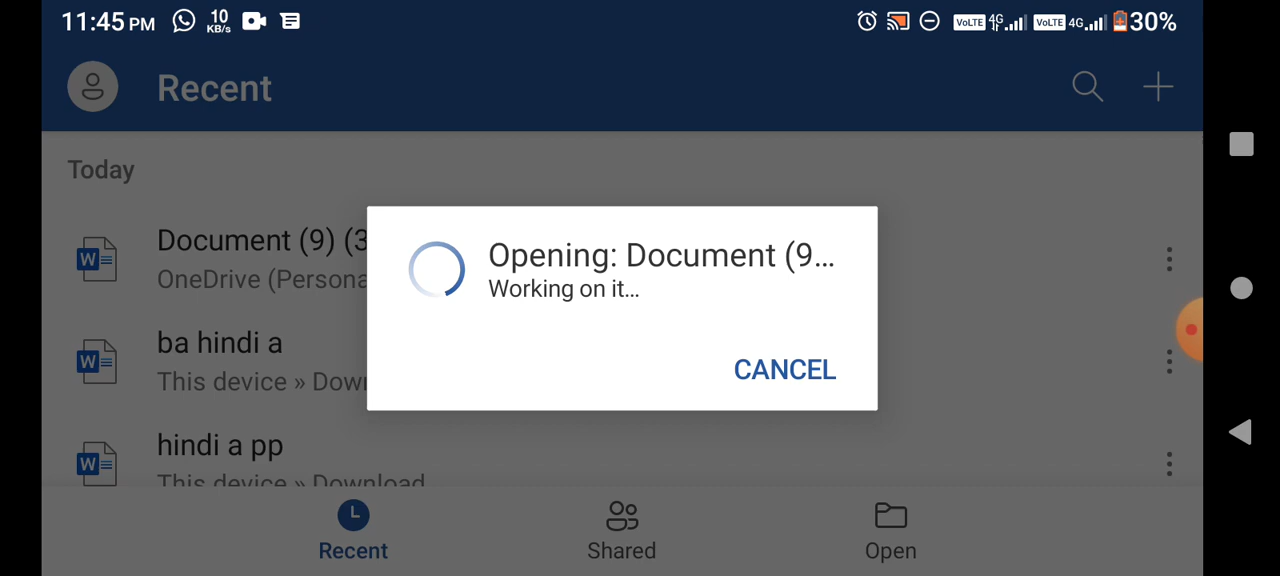 11:45 PM 10 KB/s VoLTE 4G VoLTE 4G 30%
Recent
Today
Document (9) (3
OneDrive (Persona
Opening: Document (9...
Working on it...
CANCEL
ba hindi a
This device » Dow
hindi a pp
This device » Download
Recent Shared Open